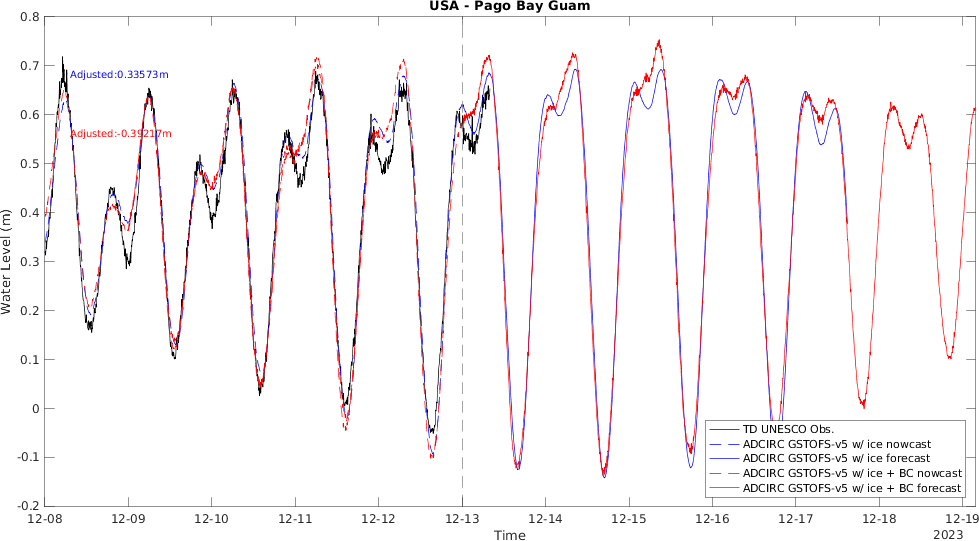 USA - Pago Bay Guam
0.8
0.7
0.6
0.5
0.4
0.3
0.2
0.1
0
-0.1
-0.2
Water Level (m)
Adjusted:0.33573m
Adjusted:-0.39217m
TD UNESCO Obs.
ADCIRC GSTOFS-v5 w/ ice nowcast
ADCIRC GSTOFS-v5 w/ ice forecast
ADCIRC GSTOFS-v5 w/ ice + BC nowcast
ADCIRC GSTOFS-v5 w/ ice + BC forecast
12-08 12-09 12-10 12-11 12-12 12-13 12-14 12-15 12-16 12-17 12-18 12-19
Time
2023